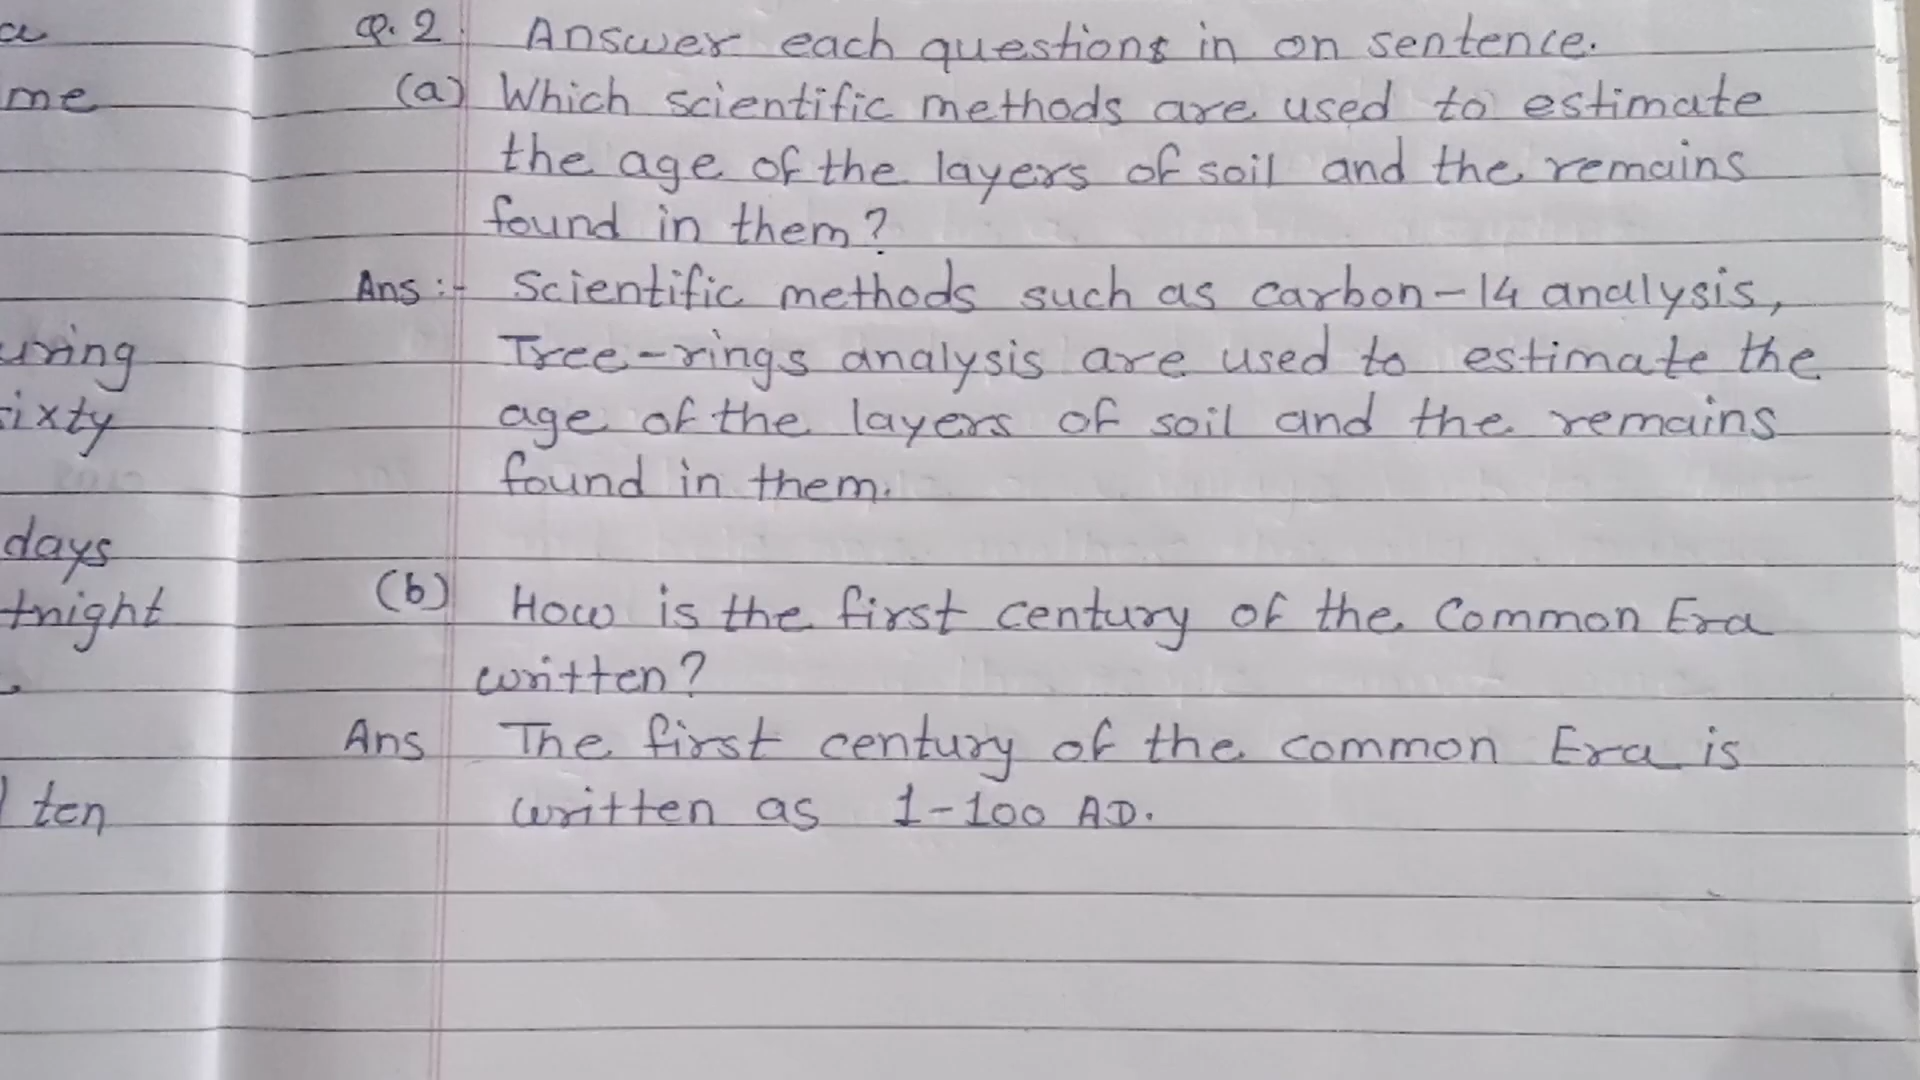 a
me
uring
ixty
days
tnight
ten
Q.2 Answer each questions in on sentence.
(a) Which scientific methods are used to estimate
the age of the layers of soil and the remains
found in them?
Ans :- Scientific methods such as carbon-14 analysis,
Tree-rings analysis are used to estimate the
age of the layers of soil and the remains
found in them.
(b) How is the first century of the Common Era
written?
Ans The first century of the common Era is
written as 1-100 AD.